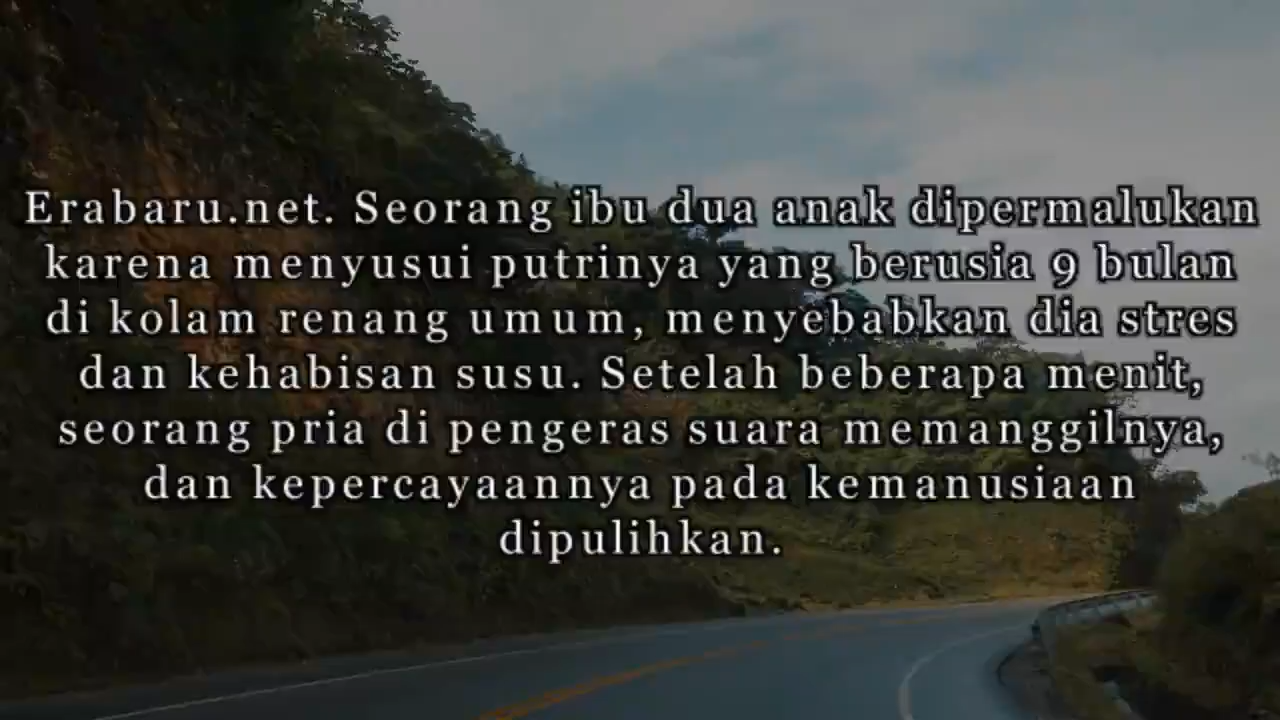 Erabaru.net. Seorang ibu dua anak dipermalukan
karena menyusui putrinya yang berusia 9 bulan
di kolam renang umum, menyebabkan dia stres
dan kehabisan susu. Setelah beberapa menit,
seorang pria di pengeras suara memanggilnya,
dan kepercayaannya pada kemanusiaan
dipulihkan.